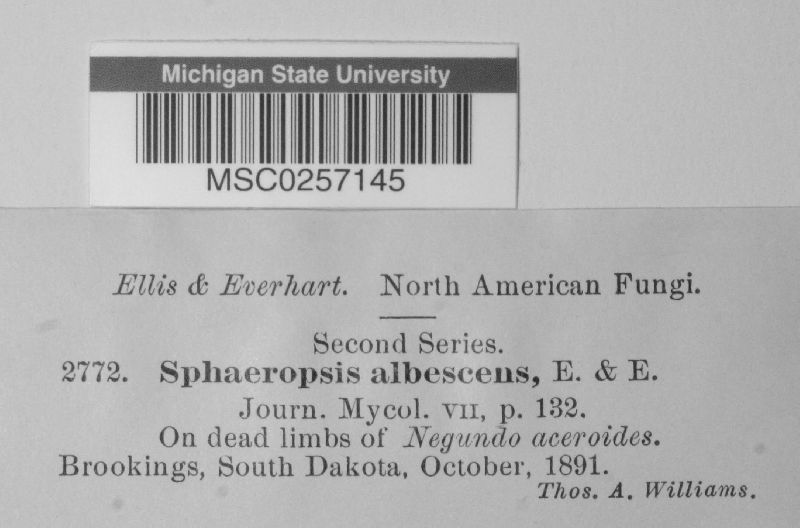 Michigan State University
MSC0257145
Ellis & Everhart. North American Fungi.
Second Series.
2772. Sphaeropsis albescens, E. & E.
Journ. Mycol. VII, p. 132.
On dead limbs of Negundo aceroides.
Brookings, South Dakota, October, 1891.
Thos. A. Williams.